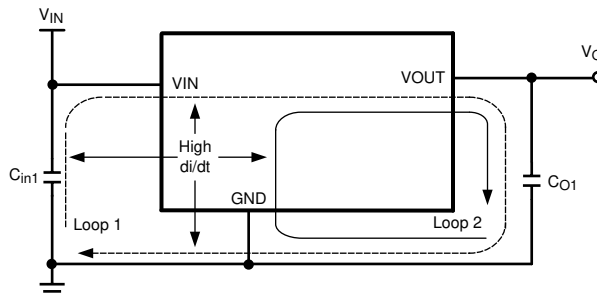 VIN
VO
VIN
VOUT
High
di/dt
Cin1
CO1
GND
Loop 1
Loop 2